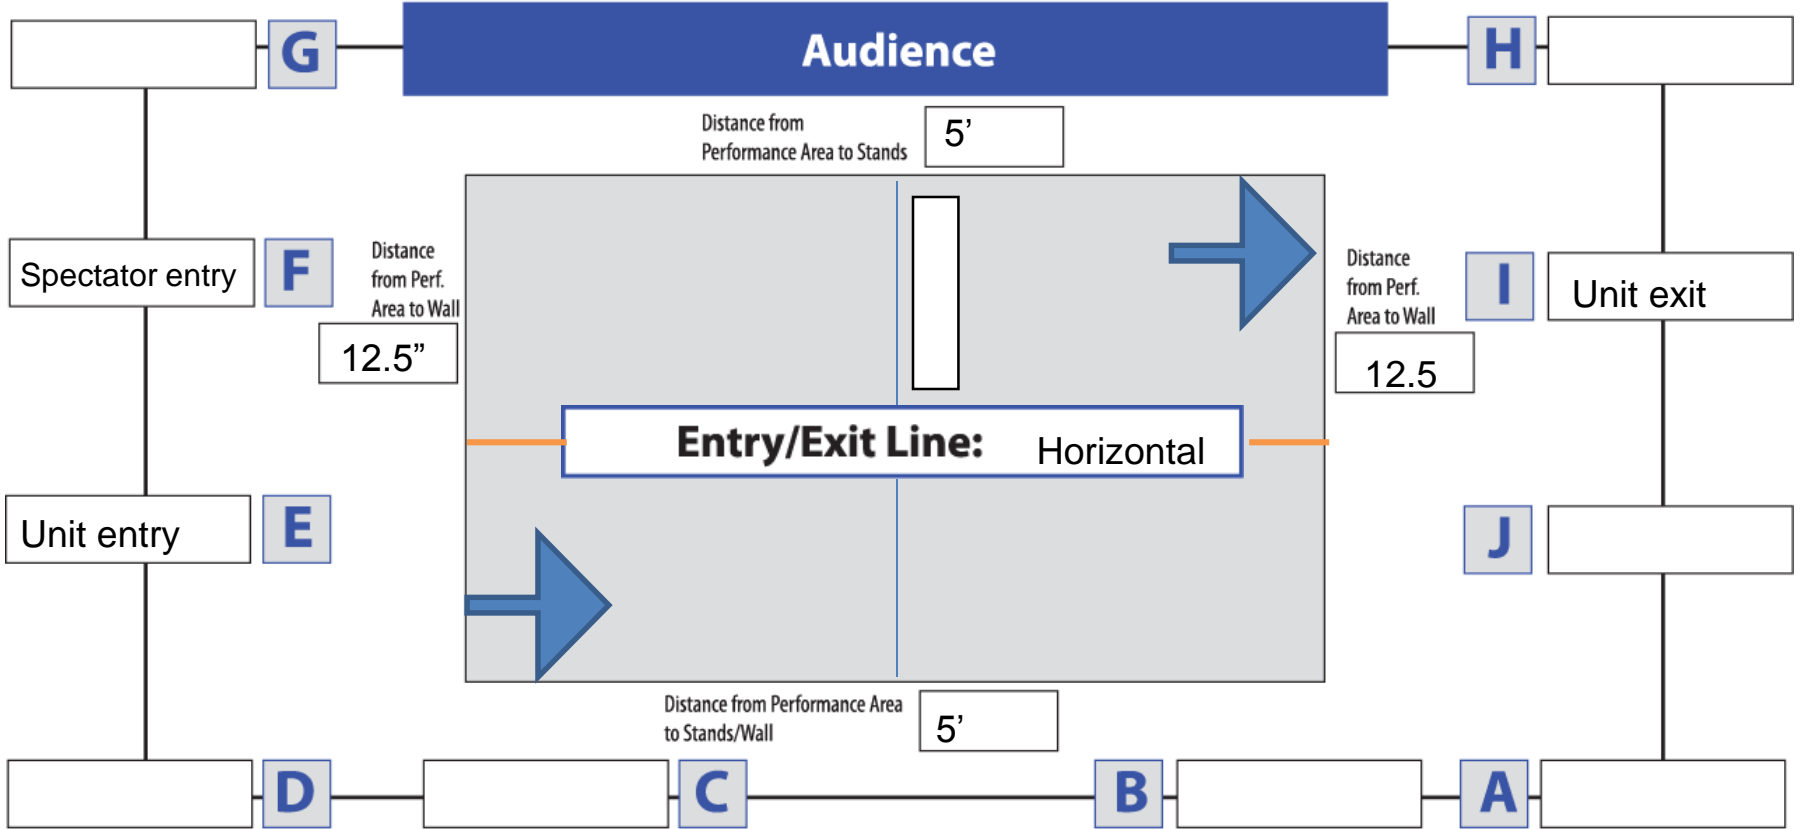 G
Audience
H
Distance from
Performance Area to Stands
5’
Spectator entry
F
Distance
from Perf.
Area to Wall
12.5”
Distance
from Perf.
Area to Wall
12.5
I
Unit exit
Entry/Exit Line: Horizontal
Unit entry
E
J
Distance from Performance Area
to Stands/Wall
5’
D
C
B
A